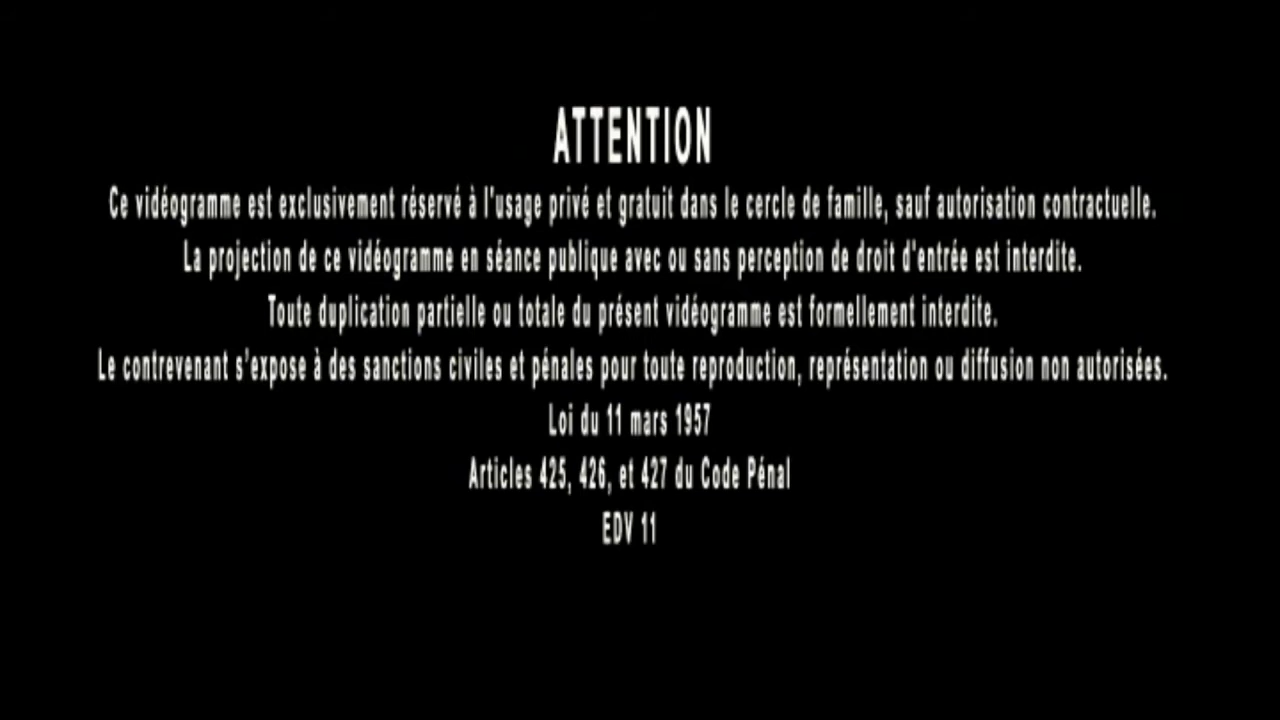 ATTENTION
Ce vidéogramme est exclusivement réservé à l'usage privé et gratuit dans le cercle de famille, sauf autorisation contractuelle.
La projection de ce vidéogramme en séance publique avec ou sans perception de droit d'entrée est interdite.
Toute duplication partielle ou totale du présent vidéogramme est formellement interdite.
Le contrevenant s'expose à des sanctions civiles et pénales pour toute reproduction, représentation ou diffusion non autorisées.
Loi du 11 mars 1957
Articles 425, 426, et 427 du Code Pénal
EDV 11